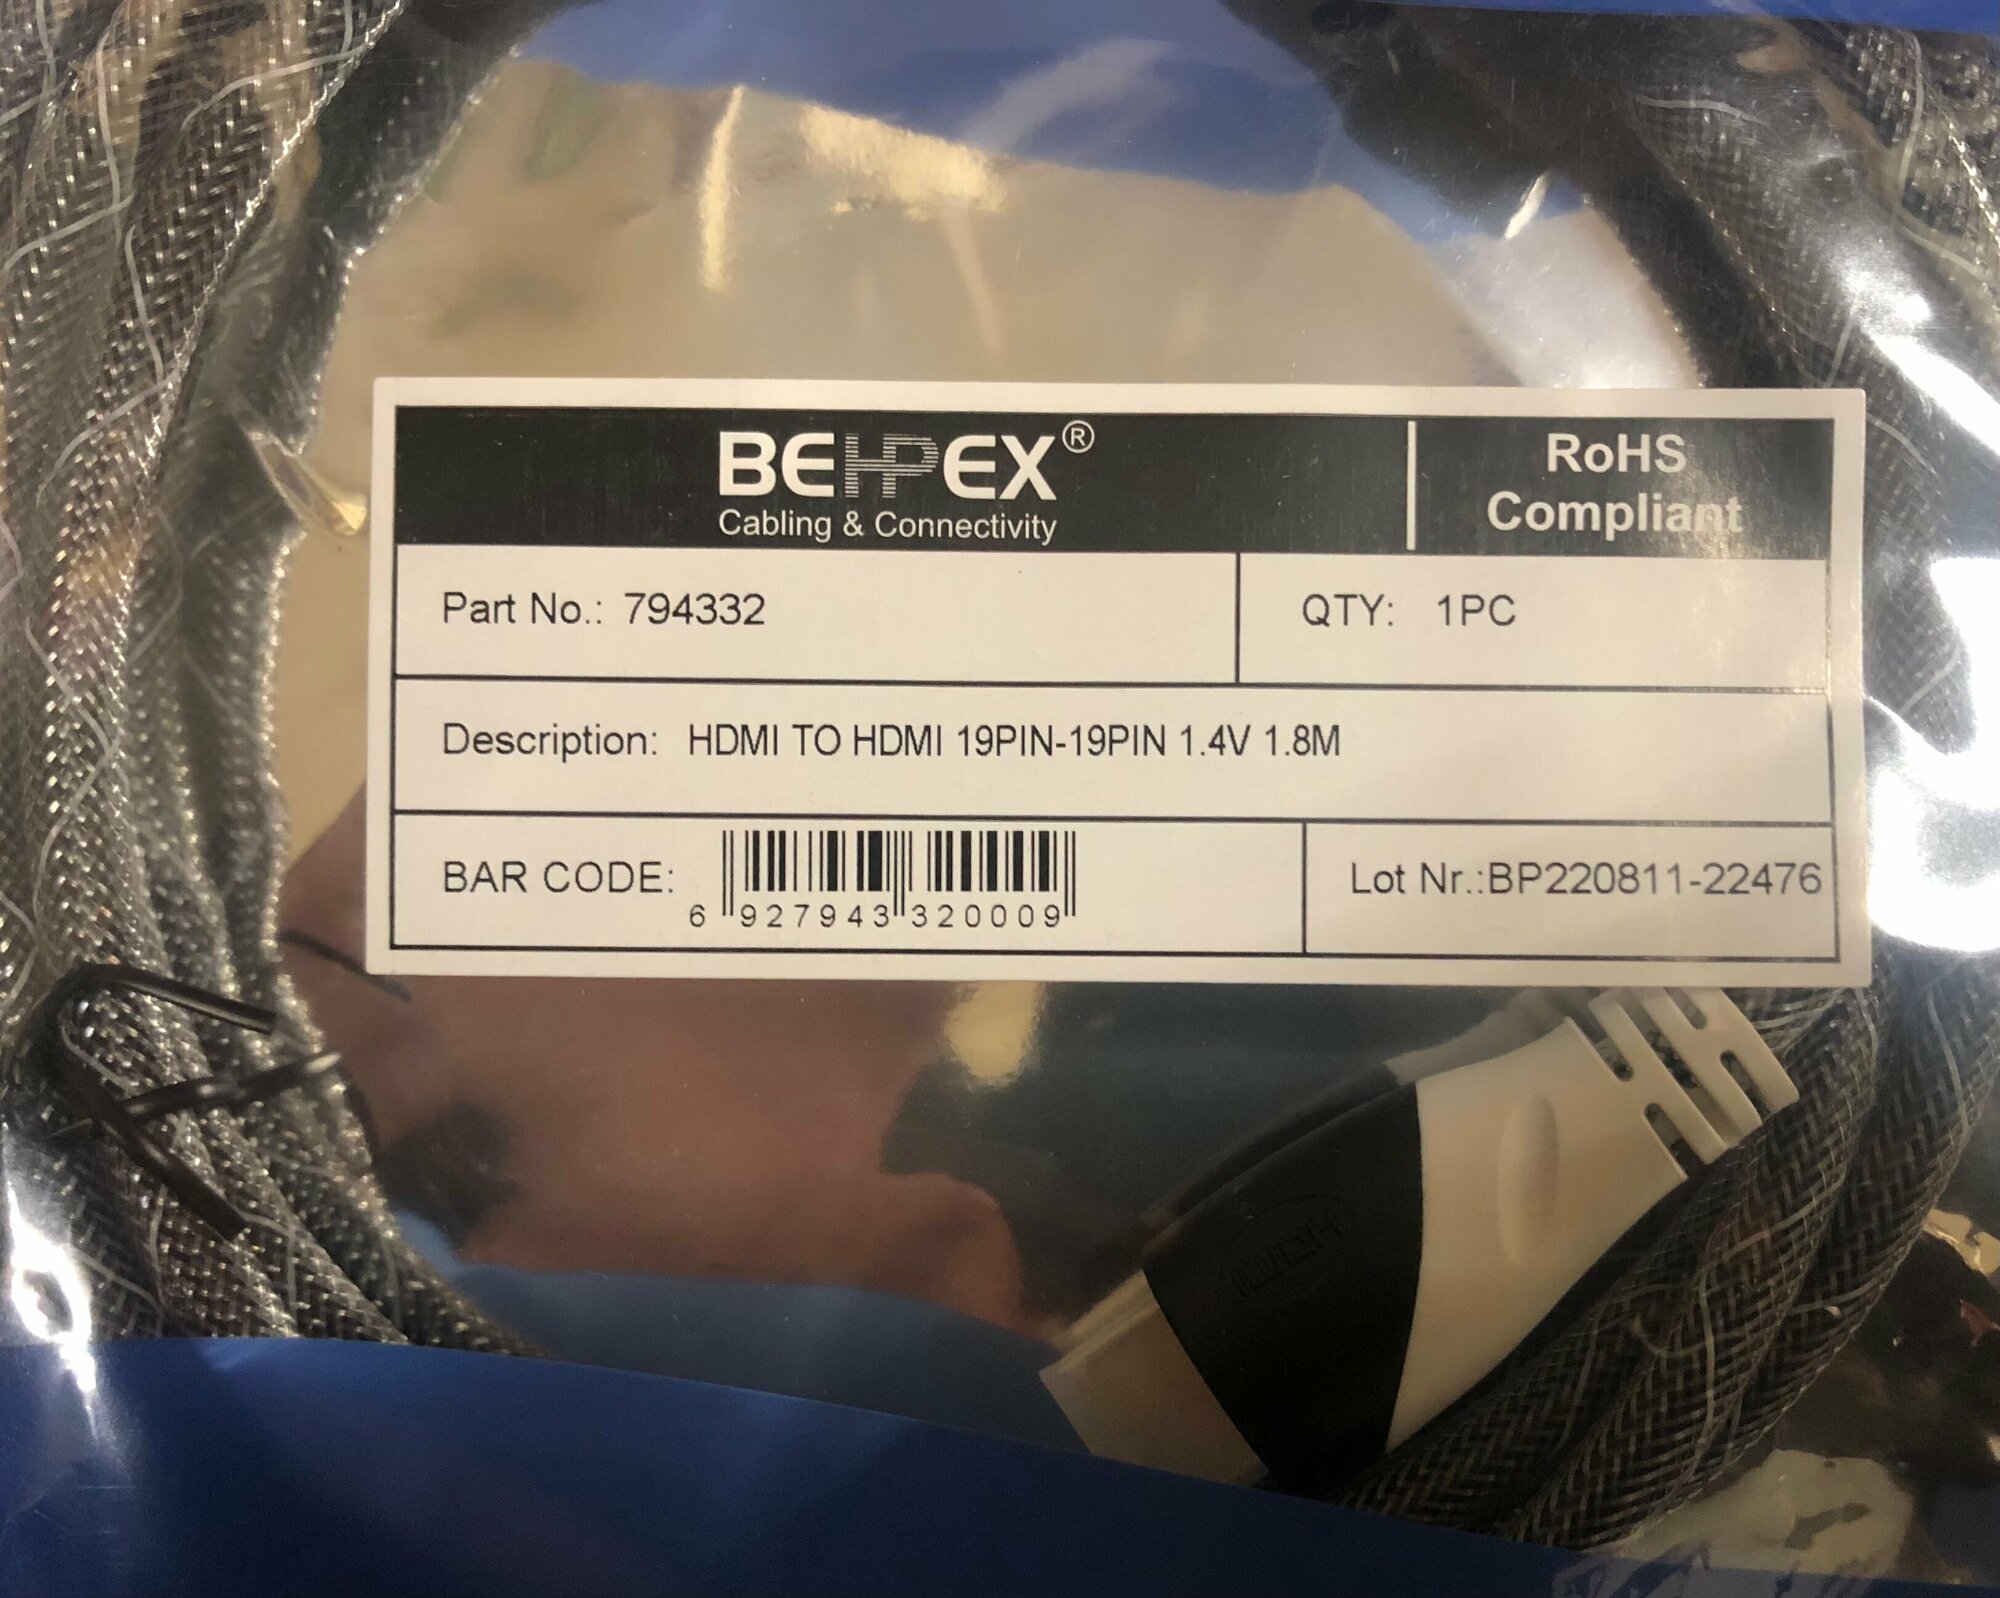 BEHPEX®
Cabling & Connectivity
RoHS
Compliant
Part No.: 794332
QTY: 1PC
Description: HDMI TO HDMI 19PIN-19PIN 1.4V 1.8M
BAR CODE:
6 927943 320009
Lot Nr.:BP220811-22476